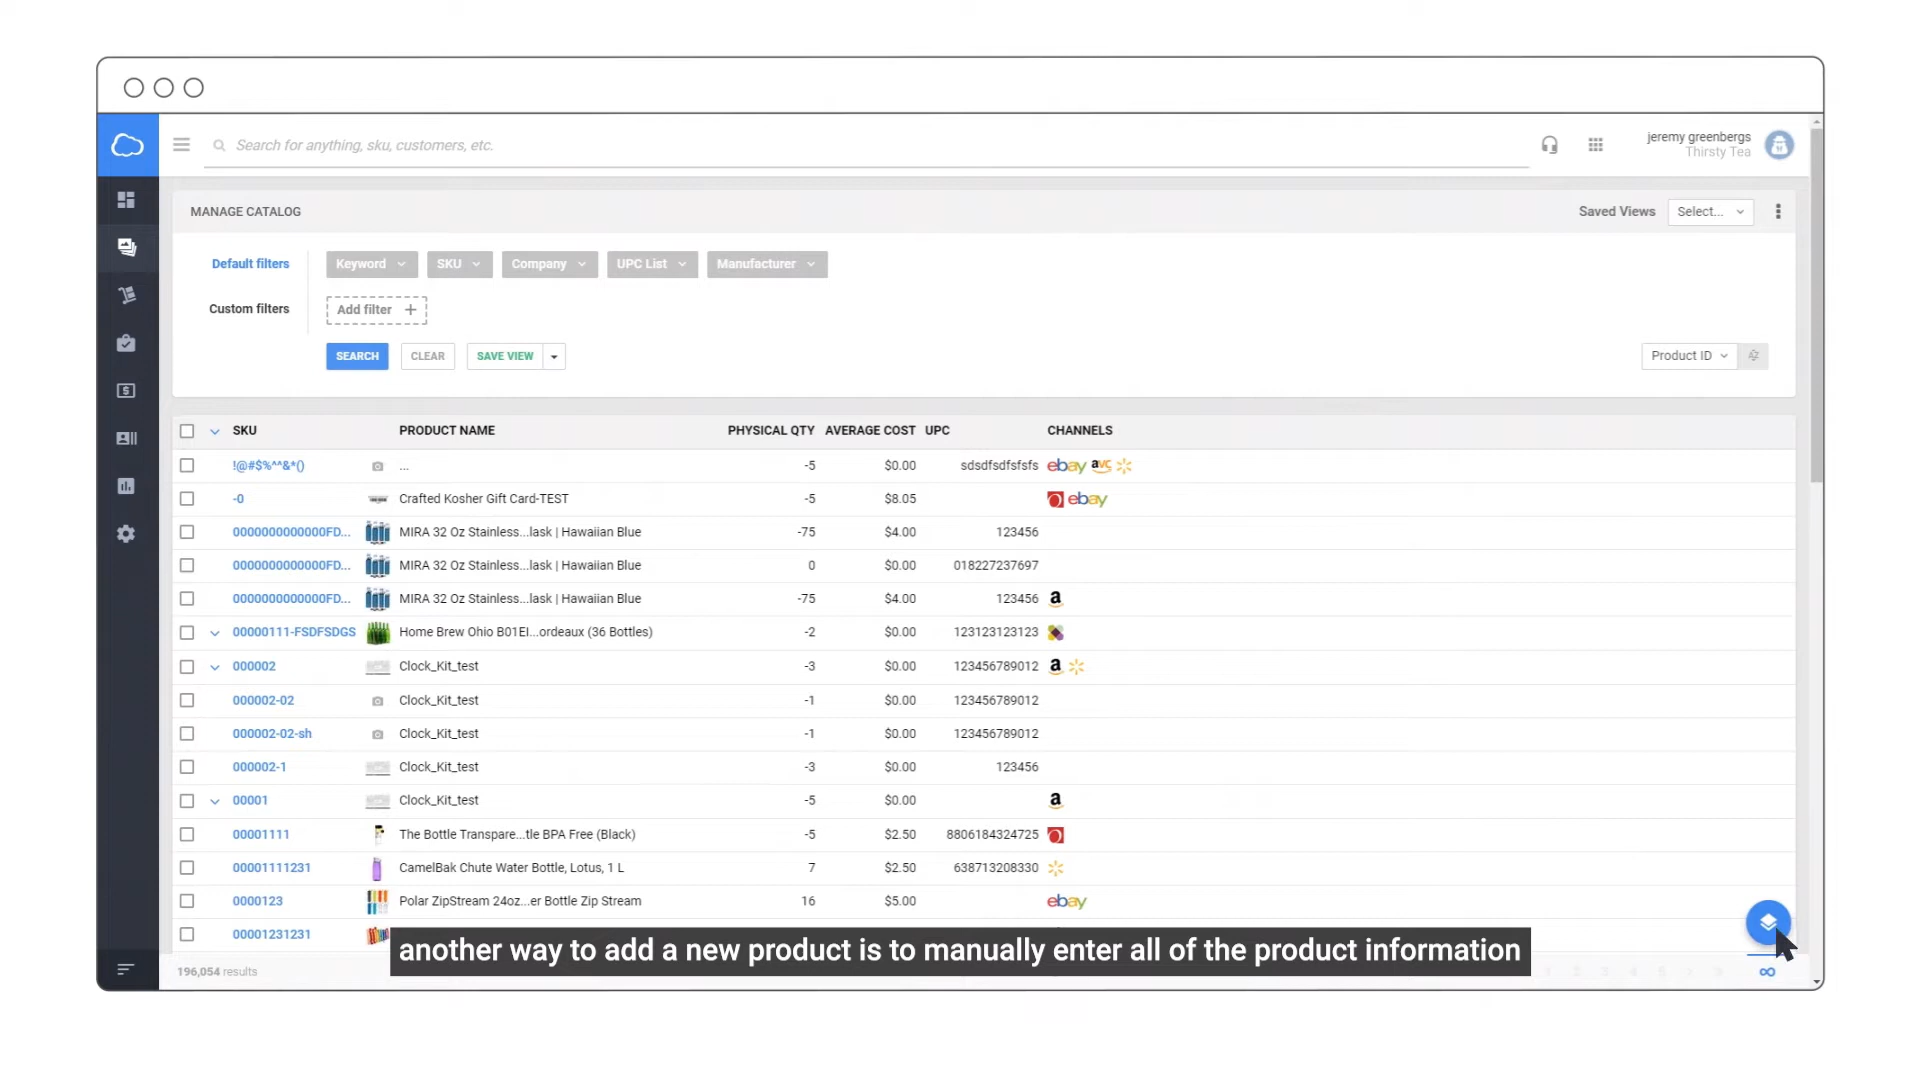 Search for anything, sku, customers, etc.
jeremy greenbergs
Thirsty Tea
MANAGE CATALOG
Saved Views Select...
Default filters Keyword SKU Company UPC List Manufacturer
Custom filters Add filter +
SEARCH CLEAR SAVE VIEW Product ID
SKU PRODUCT NAME PHYSICAL QTY AVERAGE COST UPC CHANNELS
!@#$%^^&*() ... -5 $0.00 sdsdfsdfsfsfs ebay avc
-0 Crafted Kosher Gift Card-TEST -5 $8.05 ebay
0000000000000FD... MIRA 32 Oz Stainless...lask | Hawaiian Blue -75 $4.00 123456
0000000000000FD... MIRA 32 Oz Stainless...lask | Hawaiian Blue 0 $0.00 018227237697
0000000000000FD... MIRA 32 Oz Stainless...lask | Hawaiian Blue -75 $4.00 123456 a
00000111-FSDFSDGS Home Brew Ohio B01EI...ordeaux (36 Bottles) -2 $0.00 123123123123
000002 Clock_Kit_test -3 $0.00 123456789012 a
000002-02 Clock_Kit_test -1 $0.00 123456789012
000002-02-sh Clock_Kit_test -1 $0.00 123456789012
000002-1 Clock_Kit_test -3 $0.00 123456
00001 Clock_Kit_test -5 $0.00 a
00001111 The Bottle Transpare...tle BPA Free (Black) -5 $2.50 8806184324725
00001111231 CamelBak Chute Water Bottle, Lotus, 1 L 7 $2.50 638713208330
0000123 Polar ZipStream 24oz...er Bottle Zip Stream 16 $5.00 ebay
00001231231
another way to add a new product is to manually enter all of the product information
196,054 results